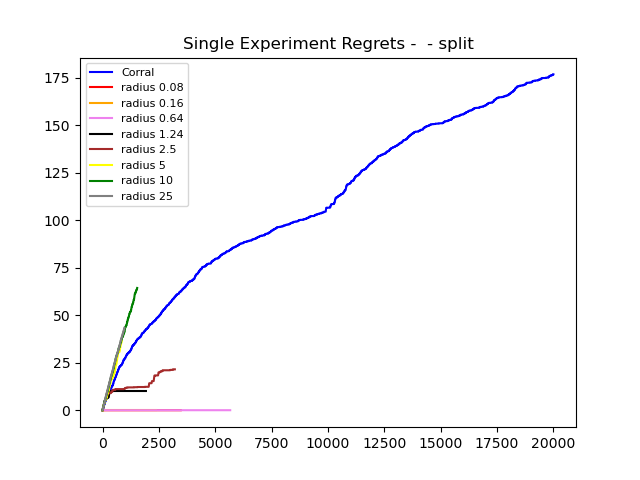 Single Experiment Regrets -  - split
175
150
125
100
75
50
25
0
Corral
radius 0.08
radius 0.16
radius 0.64
radius 1.24
radius 2.5
radius 5
radius 10
radius 25
0 2500 5000 7500 10000 12500 15000 17500 20000